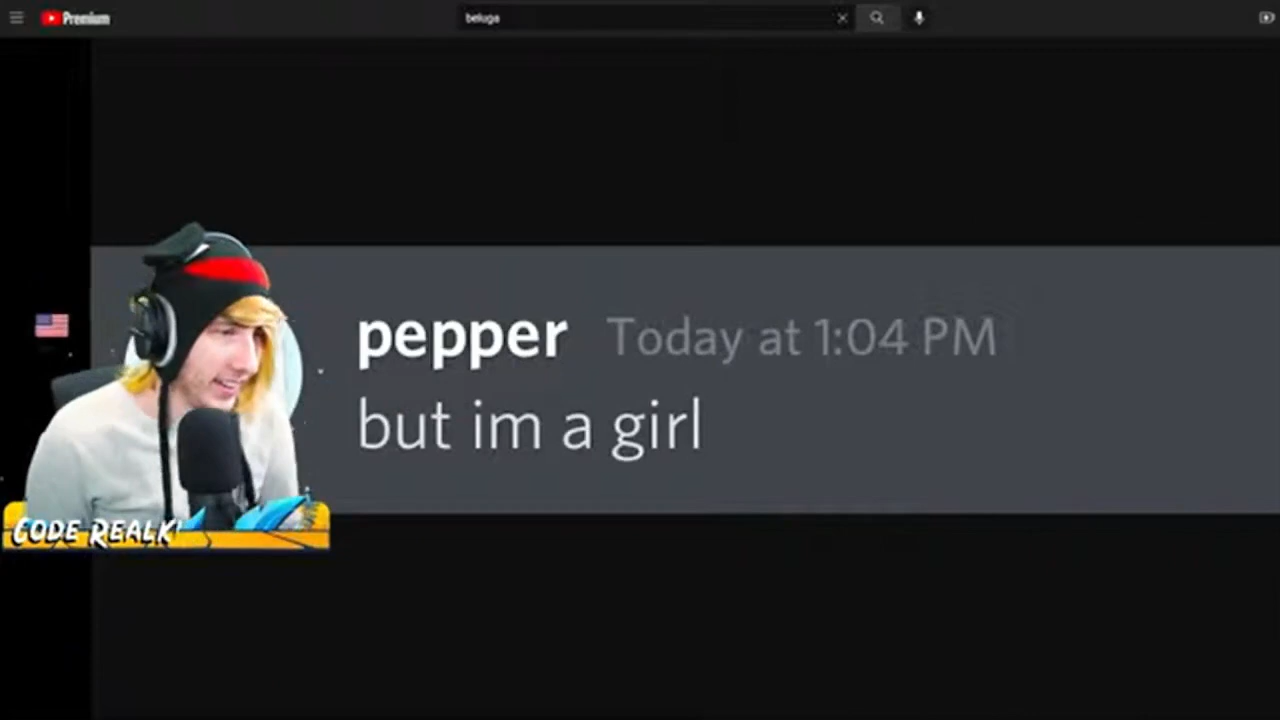 Premium
beluga
pepper Today at 1:04 PM
but im a girl
CODE REALK